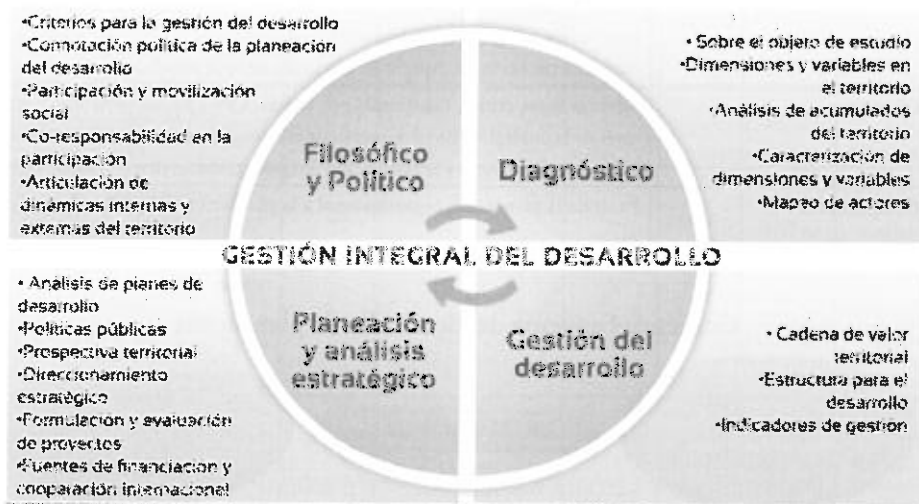 •Criterios para la gestión del desarrollo
•Connotación política de la planeación
del desarrollo
•Participación y movilización
social
•Co-responsabilidad en la
participación
•Articulación de
dinámicas internas y
externas del territorio
Filosófico
y Político
Diagnóstico
• Sobre el objeto de estudio
•Dimensiones y variables en
el territorio
•Análisis de acumulados
del territorio
•Caracterización de
dimensiones y variables
•Mapeo de actores
GESTIÓN INTEGRAL DEL DESARROLLO
• Análisis de planes de
desarrollo
•Políticas públicas
•Prospectiva territorial
•Direccionamiento
estratégico
•Formulación y evaluación
de proyectos
•Fuentes de financiación y
cooperación internacional
Planeación
y análisis
estratégico
Gestión del
desarrollo
• Cadena de valor
territorial
•Estructura para el
desarrollo
•Indicadores de gestión